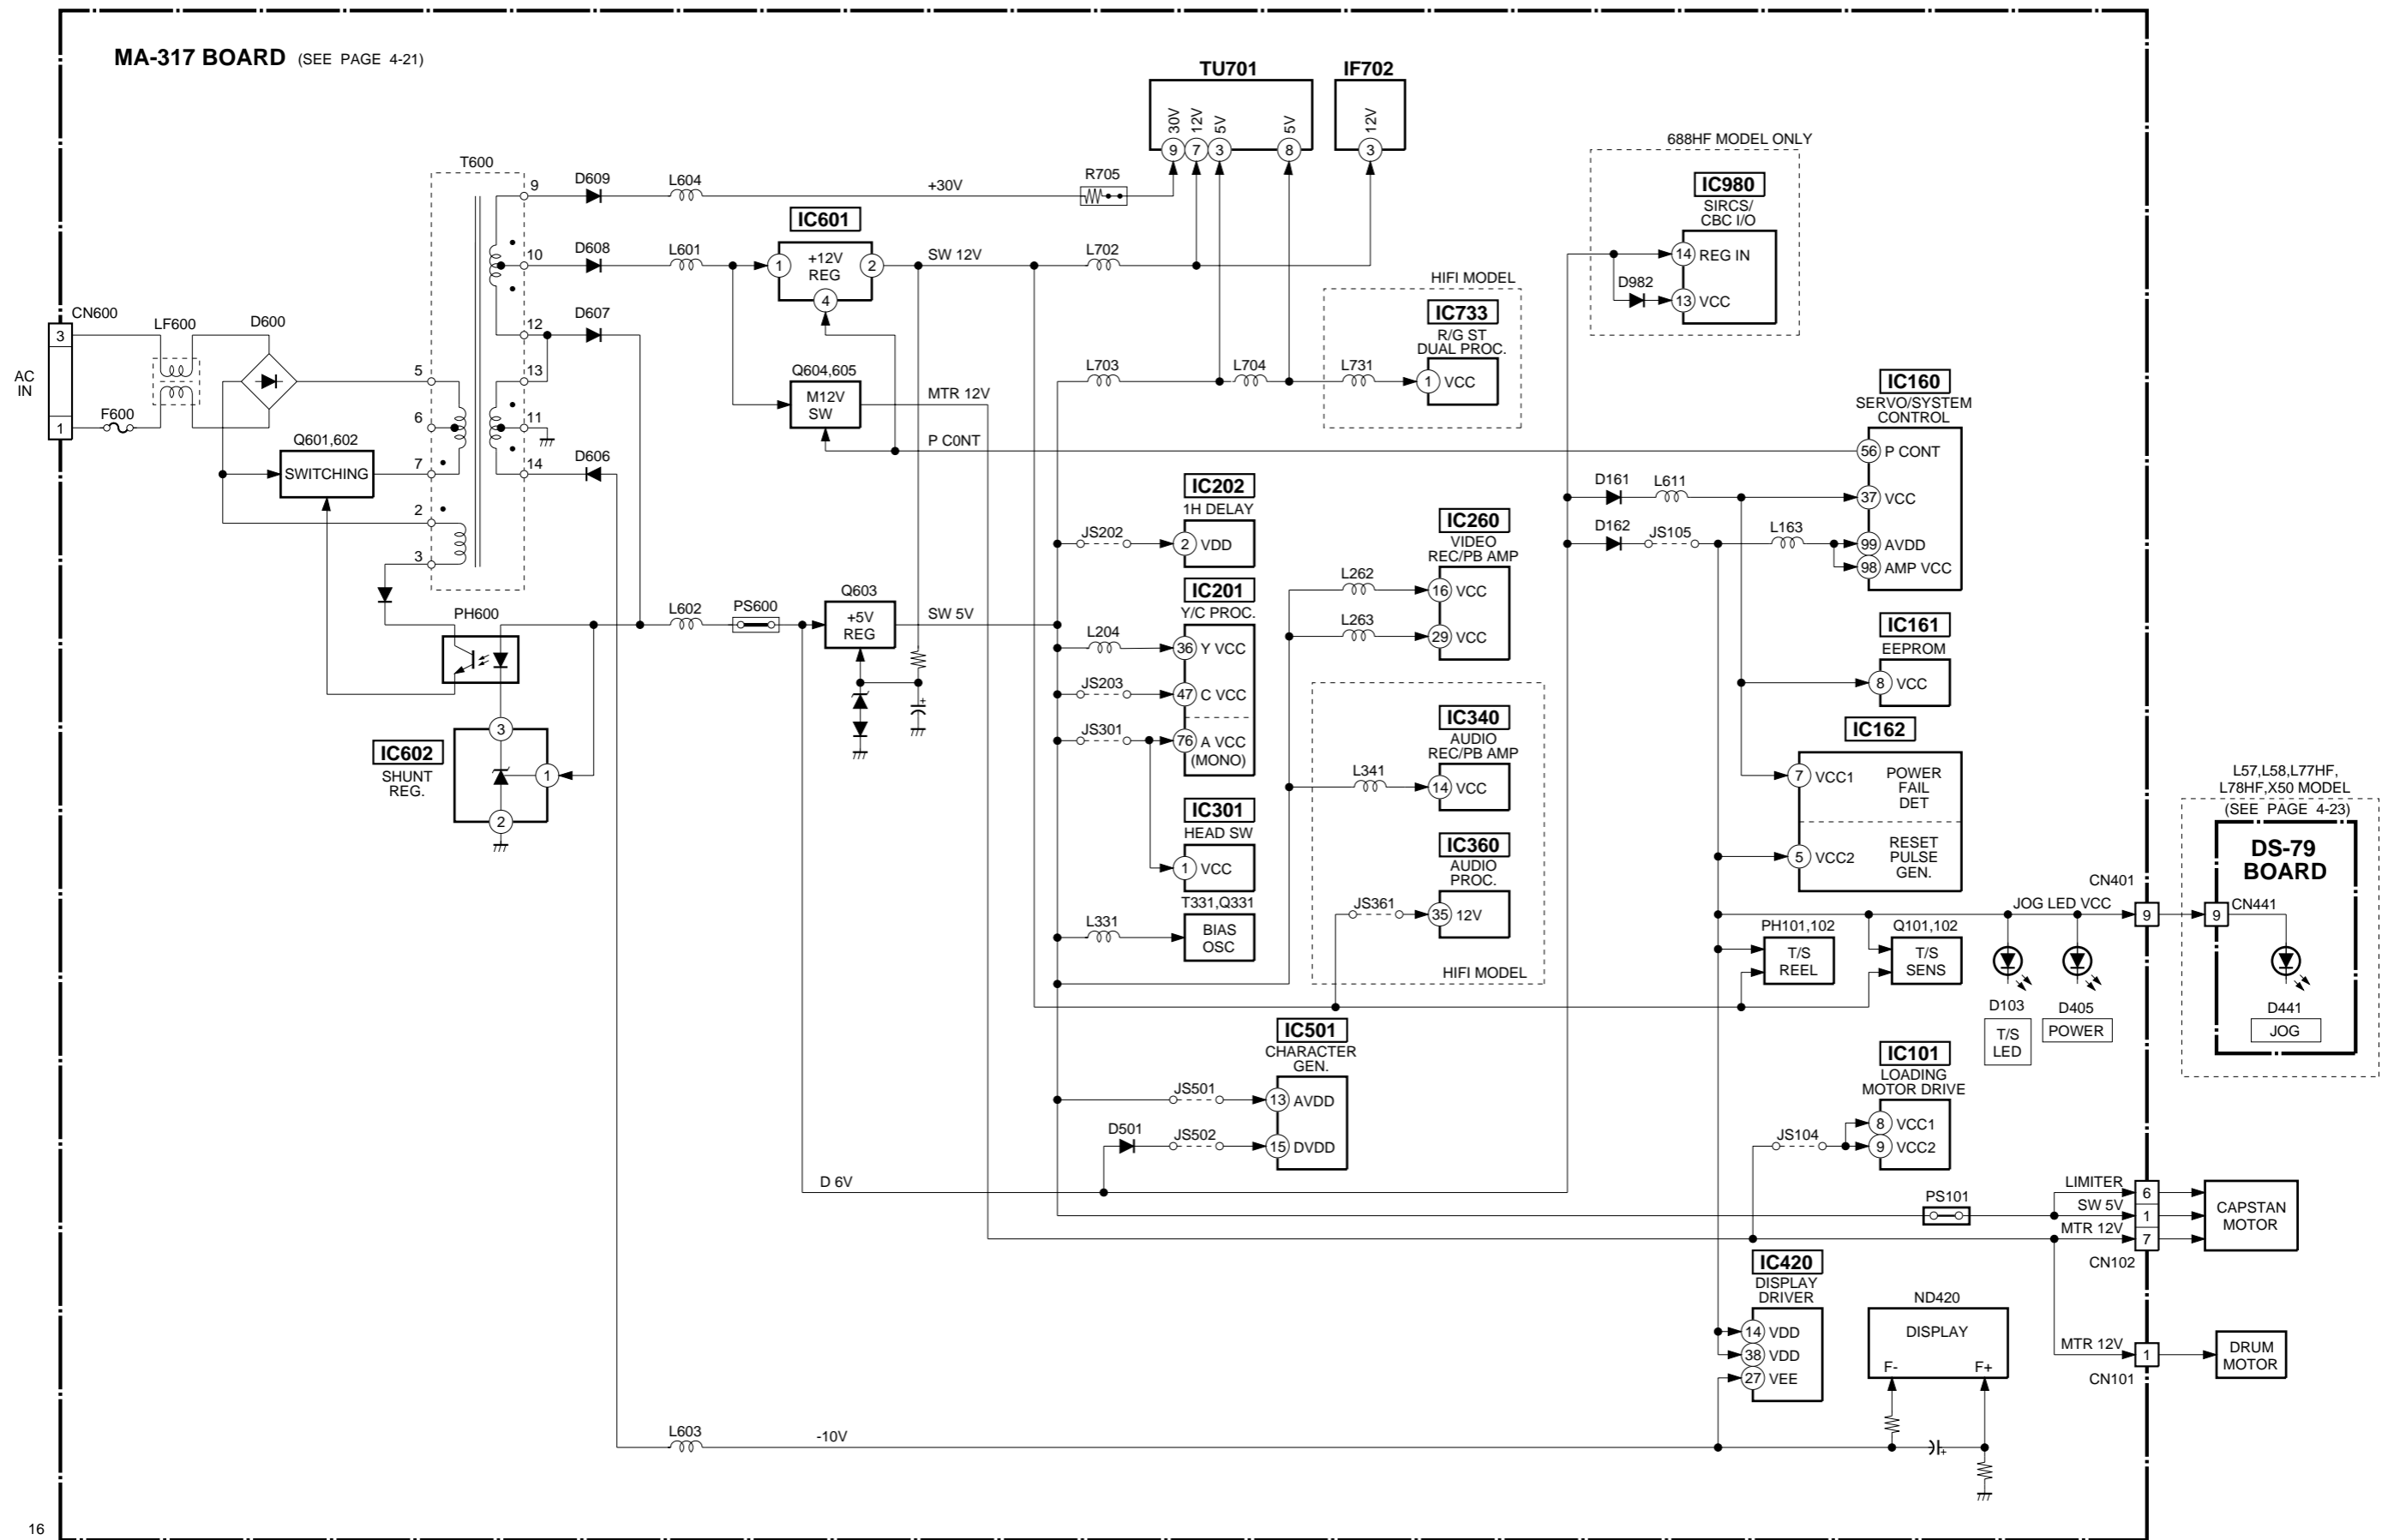 MA-317 BOARD (SEE PAGE 4-21)
TU701
IF702
30V
12V
5V
5V
12V
9
7
3
8
3
688HF MODEL ONLY
T600
9
D609
L604
+30V
R705
IC980
SIRCS/
CBC I/O
14 REG IN
D982
13 VCC
IC601
10
D608
L601
1
+12V
REG
2
4
SW 12V
L702
HIFI MODEL
IC733
R/G ST
DUAL PROC.
L731
1 VCC
CN600
3
AC
IN
1
LF600
D600
F600
12
D607
5
13
6
11
7
14
D606
2
3
Q601,602
SWITCHING
Q604,605
M12V
SW
MTR 12V
L703
L704
P C0NT
IC160
SERVO/SYSTEM
CONTROL
56 P CONT
D161
L611
37 VCC
D162
JS105
L163
99 AVDD
98 AMP VCC
IC202
1H DELAY
JS202
2 VDD
IC260
VIDEO
REC/PB AMP
L262
16 VCC
L263
29 VCC
IC201
Y/C PROC.
L204
36 Y VCC
JS203
47 C VCC
JS301
76 A VCC
(MONO)
PH600
L602
PS600
Q603
+5V
REG
SW 5V
+
IC161
EEPROM
8 VCC
IC602
SHUNT
REG.
3
1
2
IC340
AUDIO
REC/PB AMP
L341
14 VCC
IC162
7 VCC1
POWER
FAIL
DET
5 VCC2
RESET
PULSE
GEN.
L57,L58,L77HF,
L78HF,X50 MODEL
(SEE PAGE 4-23)
DS-79
BOARD
IC301
HEAD SW
1 VCC
IC360
AUDIO
PROC.
JS361
35 12V
HIFI MODEL
T331,Q331
L331
BIAS
OSC
CN401
JOG LED VCC
9
9
CN441
PH101,102
T/S
REEL
Q101,102
T/S
SENS
D103
T/S
LED
D405
POWER
D441
JOG
IC501
CHARACTER
GEN.
JS501
13 AVDD
D501
JS502
15 DVDD
IC101
LOADING
MOTOR DRIVE
JS104
8 VCC1
9 VCC2
D 6V
PS101
LIMITER
6
SW 5V
1
MTR 12V
7
CN102
CAPSTAN
MOTOR
IC420
DISPLAY
DRIVER
14 VDD
38 VDD
27 VEE
ND420
DISPLAY
F-
F+
MTR 12V
1
CN101
DRUM
MOTOR
L603
-10V
+
16